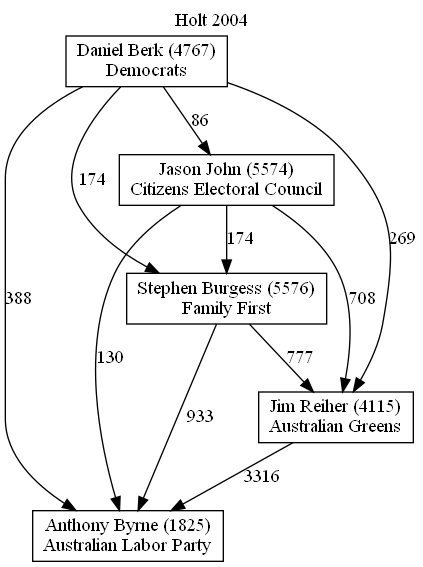 Holt 2004
Daniel Berk (4767)
Democrats
86
Jason John (5574)
Citizens Electoral Council
174
174
269
Stephen Burgess (5576)
Family First
388
130
708
777
Jim Reiher (4115)
Australian Greens
933
3316
Anthony Byrne (1825)
Australian Labor Party